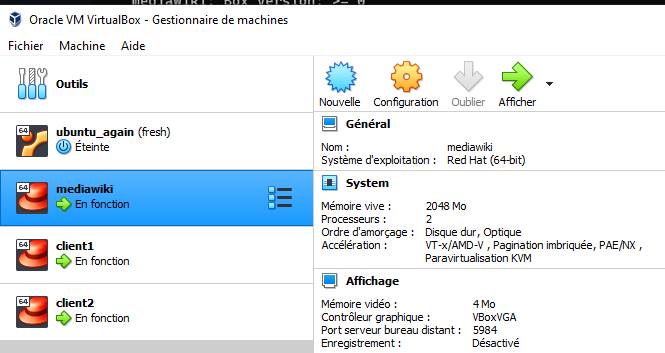 mediawiki: Box Version: >= 0
Oracle VM VirtualBox - Gestionnaire de machines
Fichier Machine Aide
Outils
Nouvelle Configuration Oublier Afficher
64 ubuntu_again (fresh)
Éteinte
64 mediawiki
En fonction
64 client1
En fonction
64 client2
En fonction
Général
Nom : mediawiki
Système d'exploitation : Red Hat (64-bit)
System
Mémoire vive : 2048 Mo
Processeurs : 2
Ordre d'amorçage : Disque dur, Optique
Accélération : VT-x/AMD-V , Pagination imbriquée, PAE/NX ,
Paravirtualisation KVM
Affichage
Mémoire vidéo : 4 Mo
Contrôleur graphique : VBoxVGA
Port serveur bureau distant : 5984
Enregistrement : Désactivé